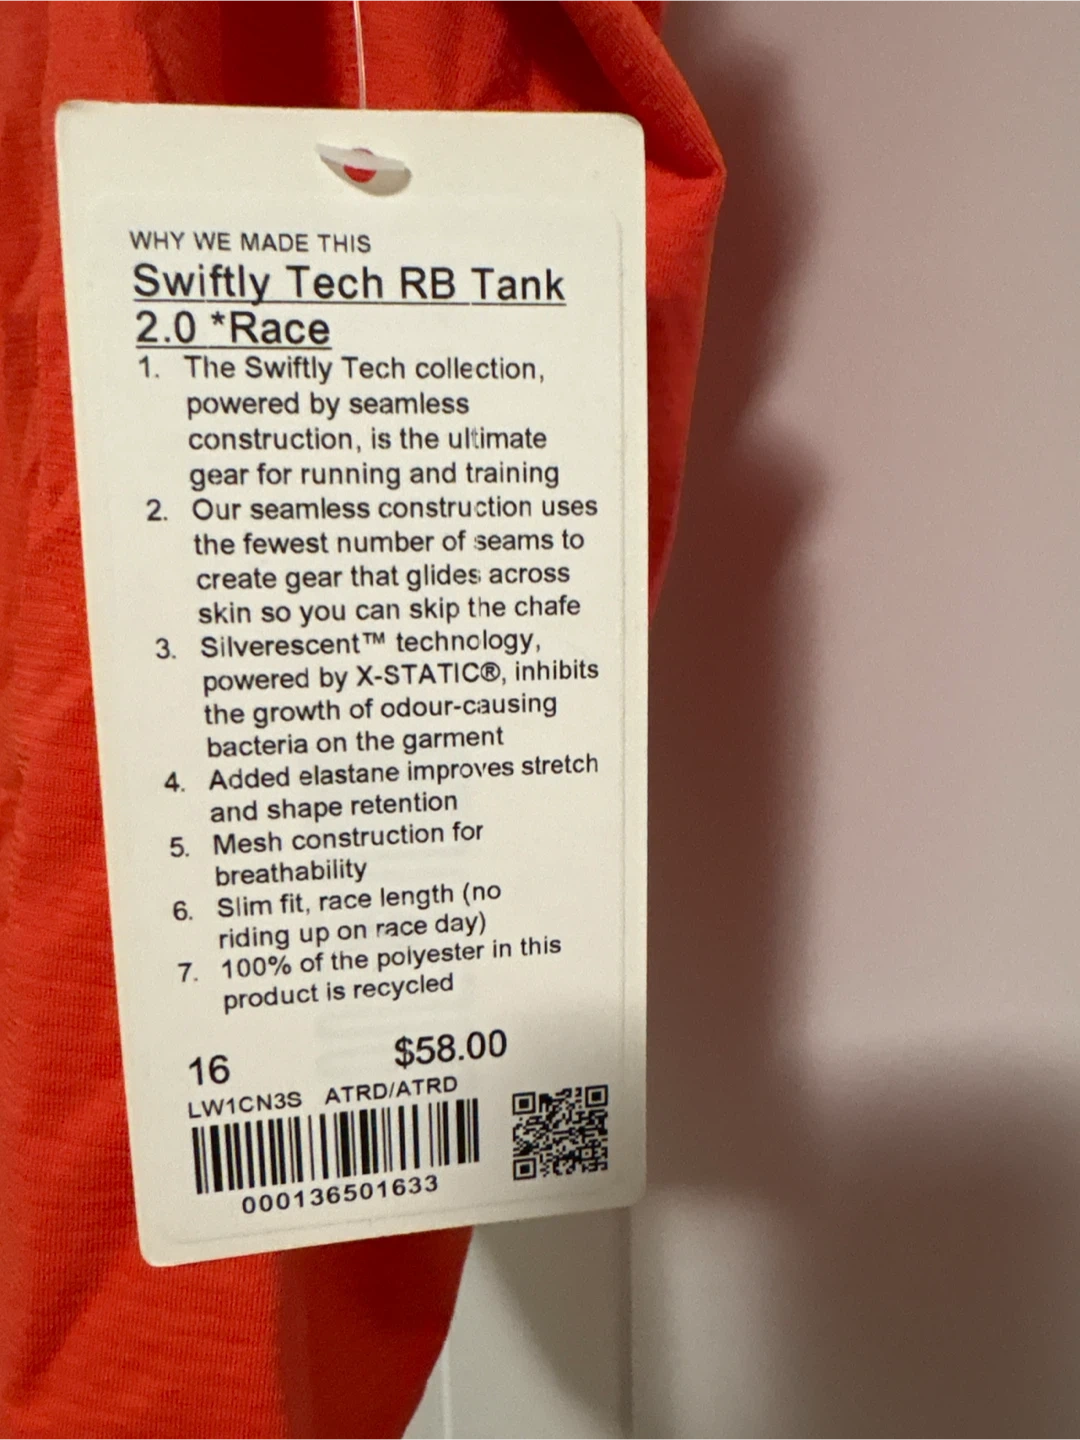 WHY WE MADE THIS
Swiftly Tech RB Tank
2.0 *Race
1. The Swiftly Tech collection,
powered by seamless
construction, is the ultimate
gear for running and training
2. Our seamless construction uses
the fewest number of seams to
create gear that glides across
skin so you can skip the chafe
3. Silverescent™ technology,
powered by X-STATIC®, inhibits
the growth of odour-causing
bacteria on the garment
4. Added elastane improves stretch
and shape retention
5. Mesh construction for
breathability
6. Slim fit, race length (no
riding up on race day)
7. 100% of the polyester in this
product is recycled
16 $58.00
LW1CN3S ATRD/ATRD
000136501633